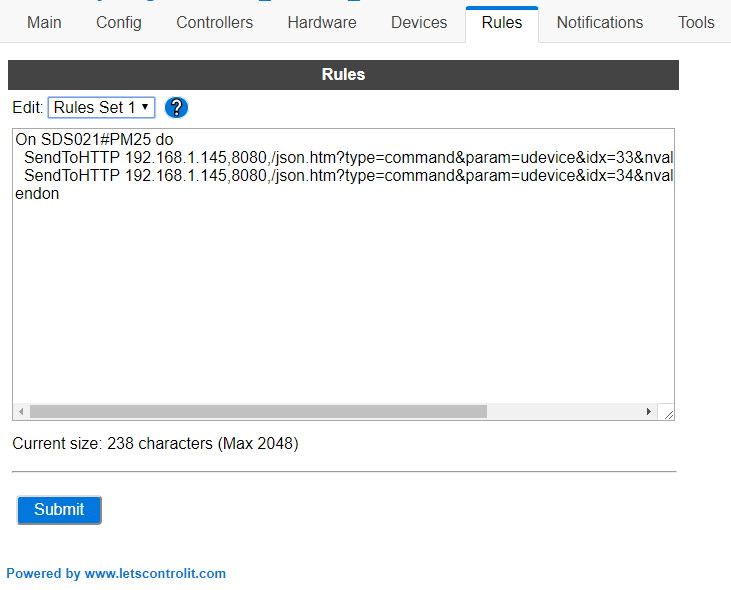 Main Config Controllers Hardware Devices Rules Notifications Tools
Rules
Edit: Rules Set 1 ?
On SDS021#PM25 do
SendToHTTP 192.168.1.145,8080,/json.htm?type=command&param=udevice&idx=33&nval
SendToHTTP 192.168.1.145,8080,/json.htm?type=command&param=udevice&idx=34&nval
endon
Current size: 238 characters (Max 2048)
Submit
Powered by www.letscontrolit.com